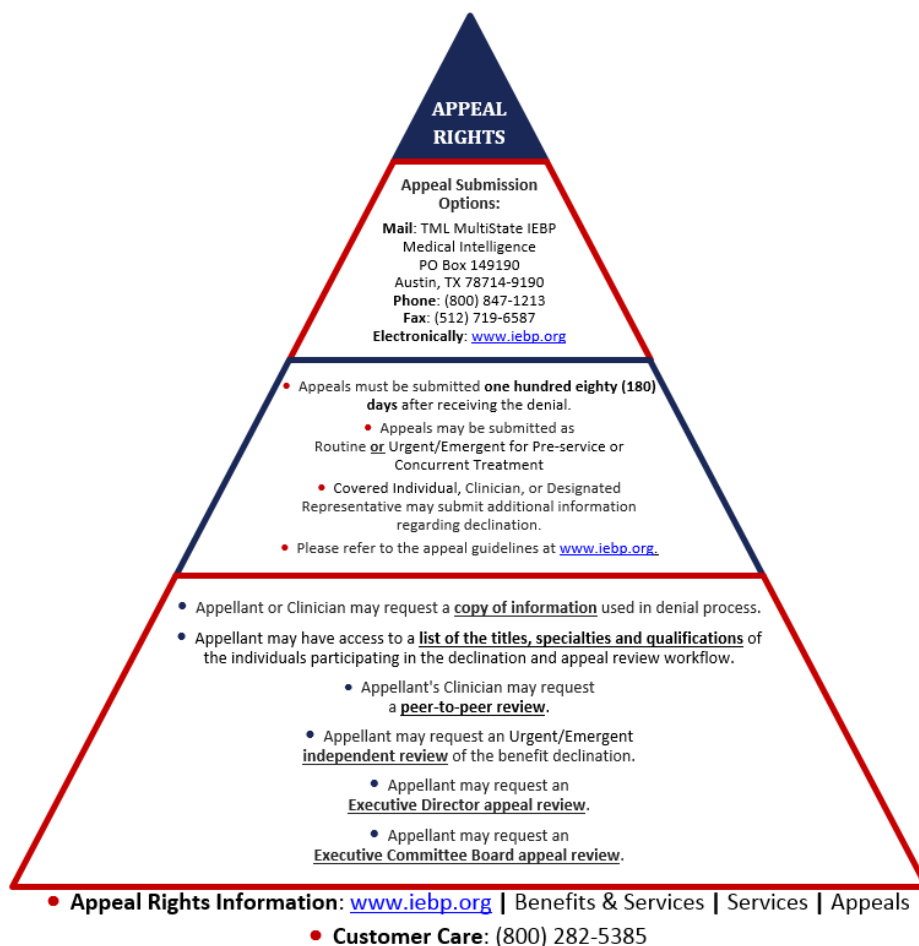 APPEAL
RIGHTS
Appeal Submission
Options:
Mail: TML MultiState IEBP
Medical Intelligence
PO Box 149190
Austin, TX 78714-9190
Phone: (800) 847-1213
Fax: (512) 719-6587
Electronically: www.iebp.org
• Appeals must be submitted one hundred eighty (180)
days after receiving the denial.
• Appeals may be submitted as
Routine or Urgent/Emergent for Pre-service or
Concurrent Treatment
• Covered Individual, Clinician, or Designated
Representative may submit additional information
regarding declination.
• Please refer to the appeal guidelines at www.iebp.org.
• Appellant or Clinician may request a copy of information used in denial process.
• Appellant may have access to a list of the titles, specialties and qualifications of
the individuals participating in the declination and appeal review workflow.
• Appellant's Clinician may request
a peer-to-peer review.
• Appellant may request an Urgent/Emergent
independent review of the benefit declination.
• Appellant may request an
Executive Director appeal review.
• Appellant may request an
Executive Committee Board appeal review.
• Appeal Rights Information: www.iebp.org | Benefits & Services | Services | Appeals
• Customer Care: (800) 282-5385